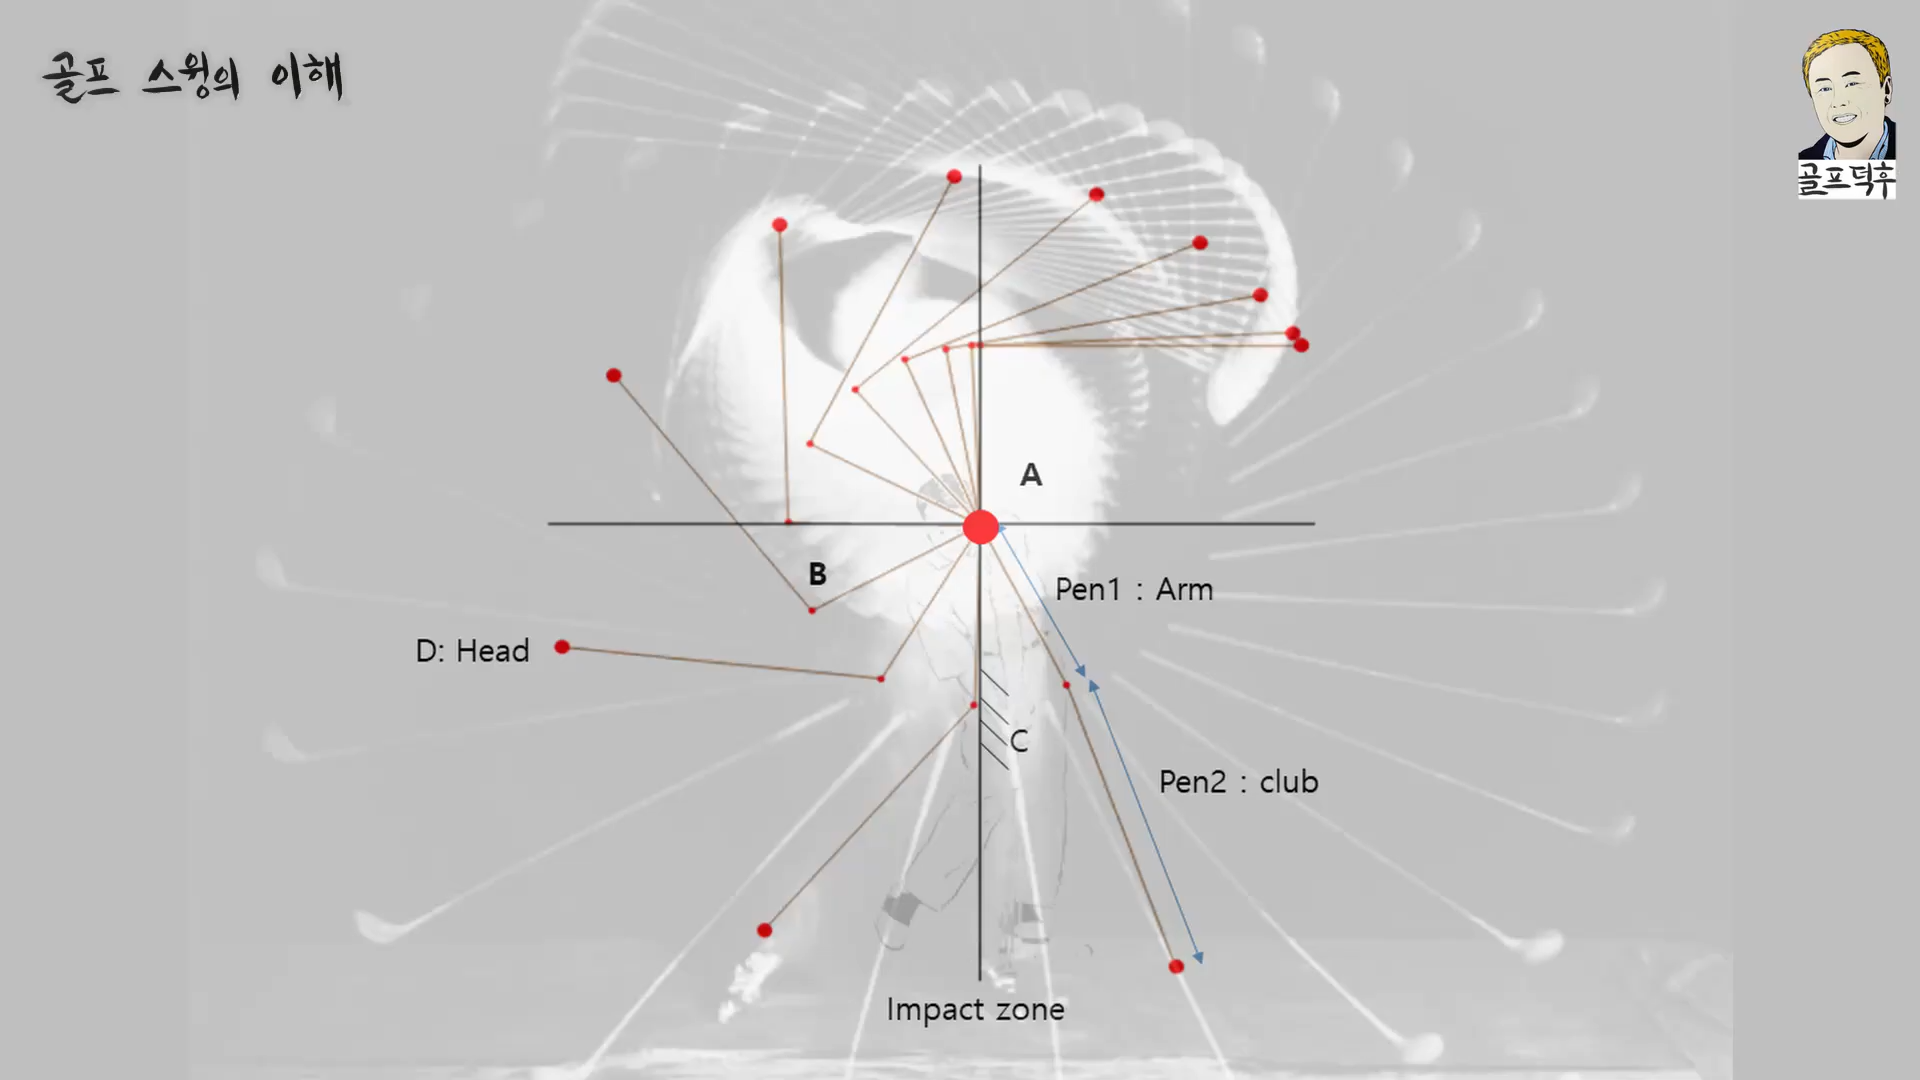 골프 스윙의 이해
골프덕후
A
B
Pen1 : Arm
D: Head
C
Pen2 : club
Impact zone